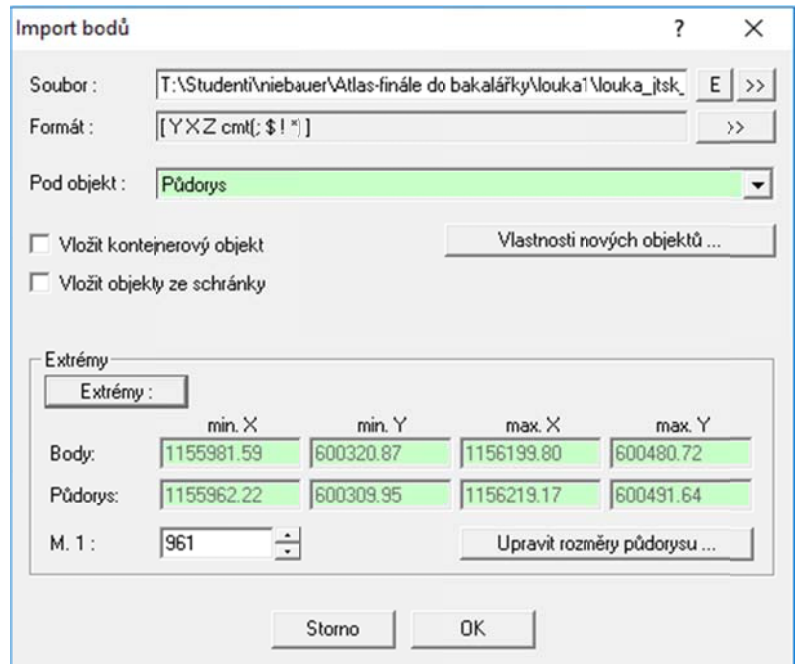 Import bodů ? ×
Soubor : T:\Studenti\niebauer\Atlas-finále do bakalářky\louka1\louka_jtsk_ E >>
Formát : [ Y X Z cmt(; $ ! *) ] >>
Pod objekt : Půdorys
Vložit kontejnerový objekt Vlastnosti nových objektů ...
Vložit objekty ze schránky
Extrémy
Extrémy :
min. X min. Y max. X max. Y
Body: 1155981.59 600320.87 1156199.80 600480.72
Půdorys: 1155962.22 600309.95 1156219.17 600491.64
M. 1 : 961 Upravit rozměry půdorysu ...
Storno OK